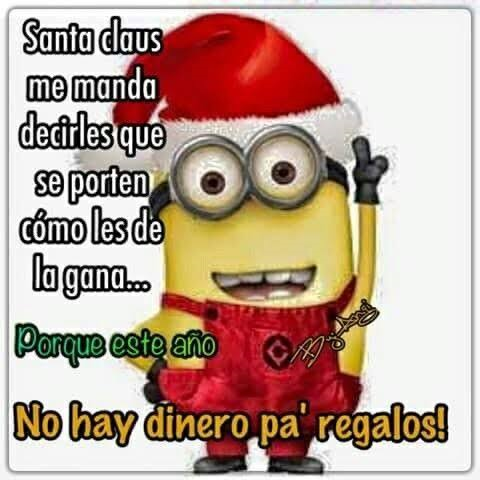 Santa claus
me manda
decirles que
se porten
cómo les de
la gana...
Porque este año
No hay dinero pa' regalos!